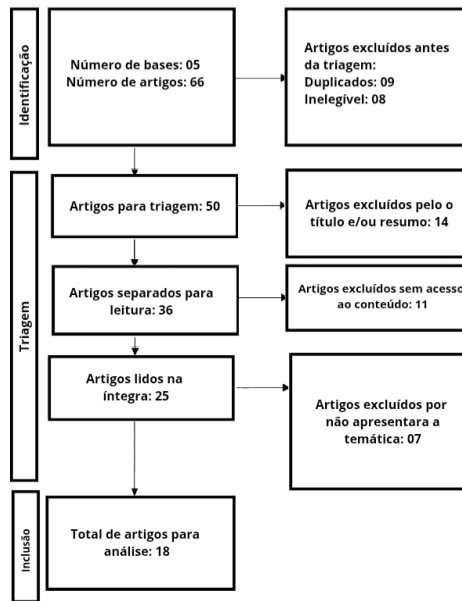 Identificação
Número de bases: 05
Número de artigos: 66
Artigos excluídos antes
da triagem:
Duplicados: 09
Inelegível: 08
Triagem
Artigos para triagem: 50
Artigos excluídos pelo o
título e/ou resumo: 14
Artigos separados para
leitura: 36
Artigos excluídos sem acesso
ao conteúdo: 11
Artigos lidos na
íntegra: 25
Artigos excluídos por
não apresentara a
temática: 07
Inclusão
Total de artigos para
análise: 18